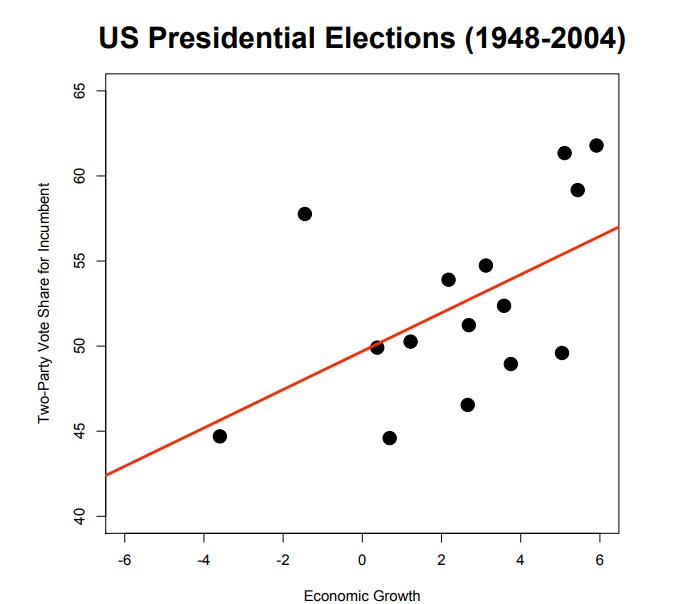 US Presidential Elections (1948-2004)
65
60
55
50
45
40
Two-Party Vote Share for Incumbent
-6 -4 -2 0 2 4 6
Economic Growth